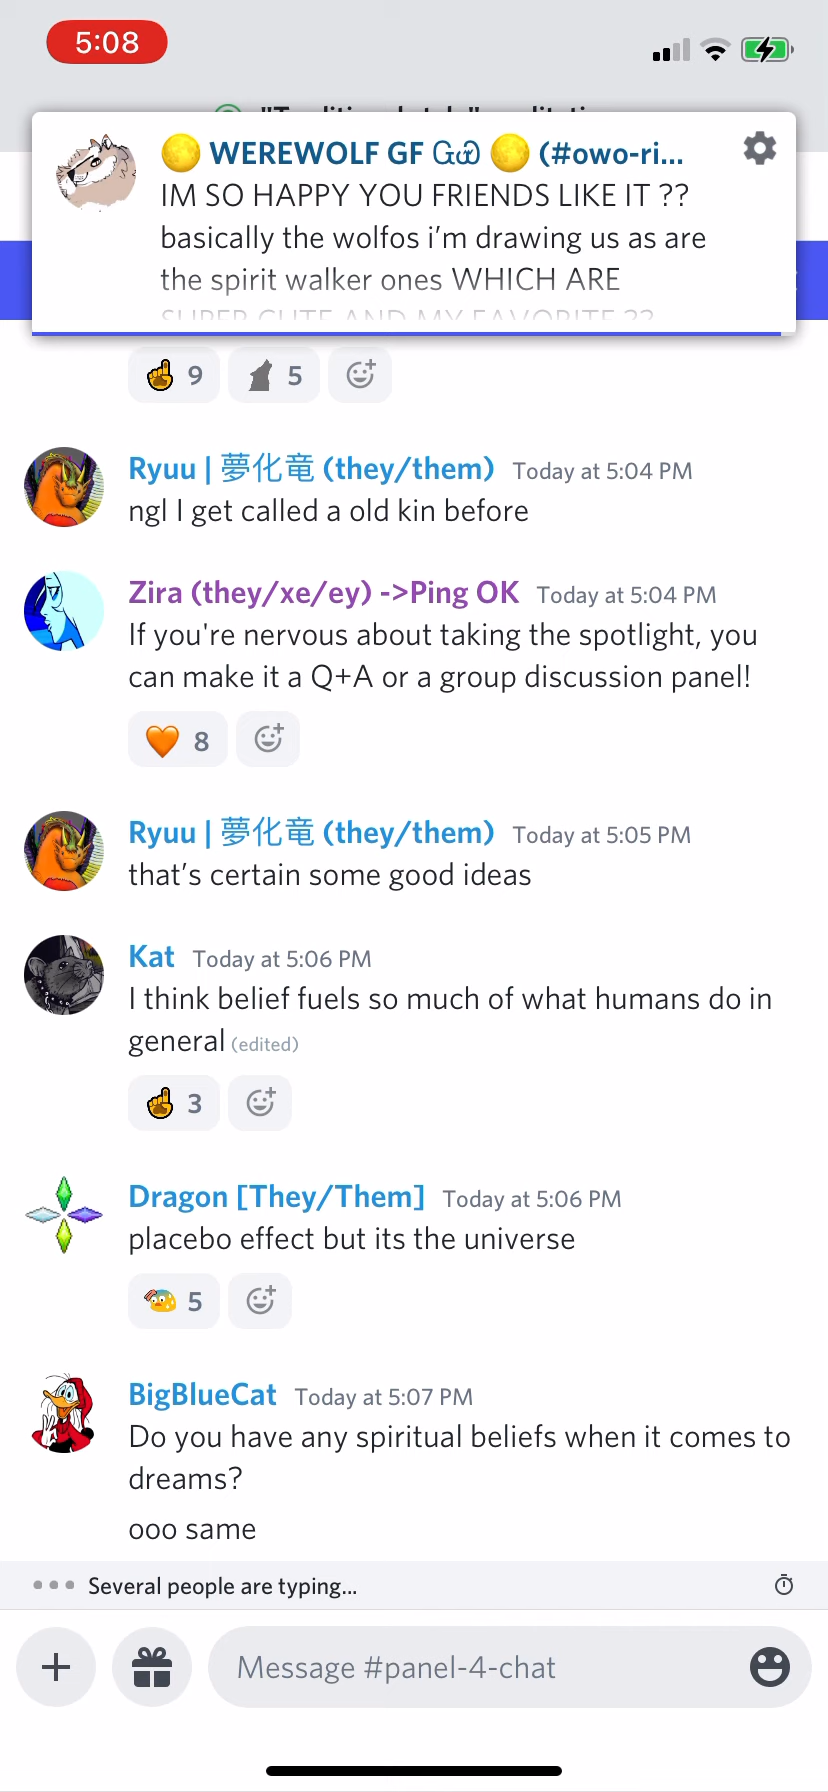 5:08
🌕 WEREWOLF GF 🌕 (#owo-ri...
IM SO HAPPY YOU FRIENDS LIKE IT ??
basically the wolfos i'm drawing us as are
the spirit walker ones WHICH ARE
SUPER CUTE AND MY FAVORITE ??
9 5
Ryuu | 夢化竜 (they/them) Today at 5:04 PM
ngl I get called a old kin before
Zira (they/xe/ey) ->Ping OK Today at 5:04 PM
If you're nervous about taking the spotlight, you
can make it a Q+A or a group discussion panel!
8
Ryuu | 夢化竜 (they/them) Today at 5:05 PM
that's certain some good ideas
Kat Today at 5:06 PM
I think belief fuels so much of what humans do in
general (edited)
3
Dragon [They/Them] Today at 5:06 PM
placebo effect but its the universe
5
BigBlueCat Today at 5:07 PM
Do you have any spiritual beliefs when it comes to
dreams?
ooo same
Several people are typing...
Message #panel-4-chat